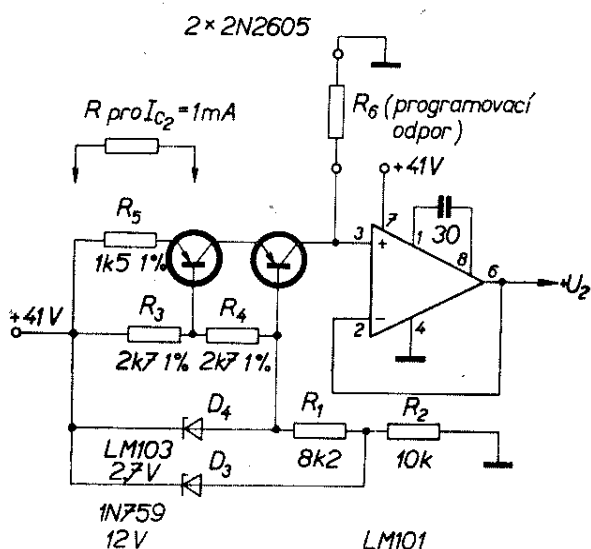 2 × 2N2605
R pro I_C2 = 1mA
R6 (programovací
odpor)
+41V
R5
1k5 1%
3
+
7
1
30
8
6
+U2
2
−
4
+41V
R3
2k7 1%
R4
2k7 1%
D4
LM103
2,7V
R1
8k2
R2
10k
D3
1N759
12V
LM101